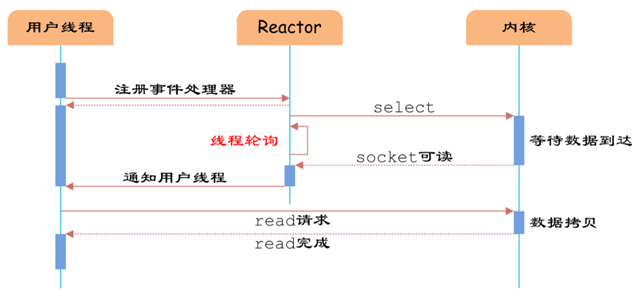 用户线程
Reactor
内核
注册事件处理器
select
线程轮询
等待数据到达
socket可读
通知用户线程
read请求
数据拷贝
read完成